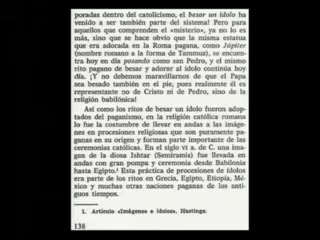 poradas dentro del catolicismo, el besar un ídolo ha
venido a ser también parte del sistema! Pero para
aquellos que comprenden el «misterio», ya no lo es
más, sino que se hace obvio que la misma estatua
que era adorada en la Roma pagana, como Júpiter
(nombre romano a la forma de Tammuz), se encuen-
tra hoy en día posando como san Pedro, y el mismo
rito pagano de besar y adorar al ídolo continúa hoy
día. ¡Y no debemos maravillarnos de que el Papa
sea besado también en el pie, pues realmente él es
representante no de Cristo ni de Pedro, sino de la
religión babilónica!
Así como los ritos de besar un ídolo fueron adop-
tados del paganismo, en la religión católica romana
lo fue la costumbre de llevar en andas a las imáge-
nes en procesiones religiosas que son puramente pa-
ganas en su origen y forman parte importante de las
ceremonias católicas. En el siglo VI a. de C. una ima-
gen de la diosa Ishtar (Semíramis) fue llevada en
andas con gran pompa y ceremonia desde Babilonia
hasta Egipto.¹ Esta práctica de procesiones de ídolos
era parte de los ritos en Grecia, Egipto, Etiopía, Mé-
xico y muchas otras naciones paganas de los anti-
guos tiempos.
1. Artículo «Imágenes e ídolos», Hastings.
138